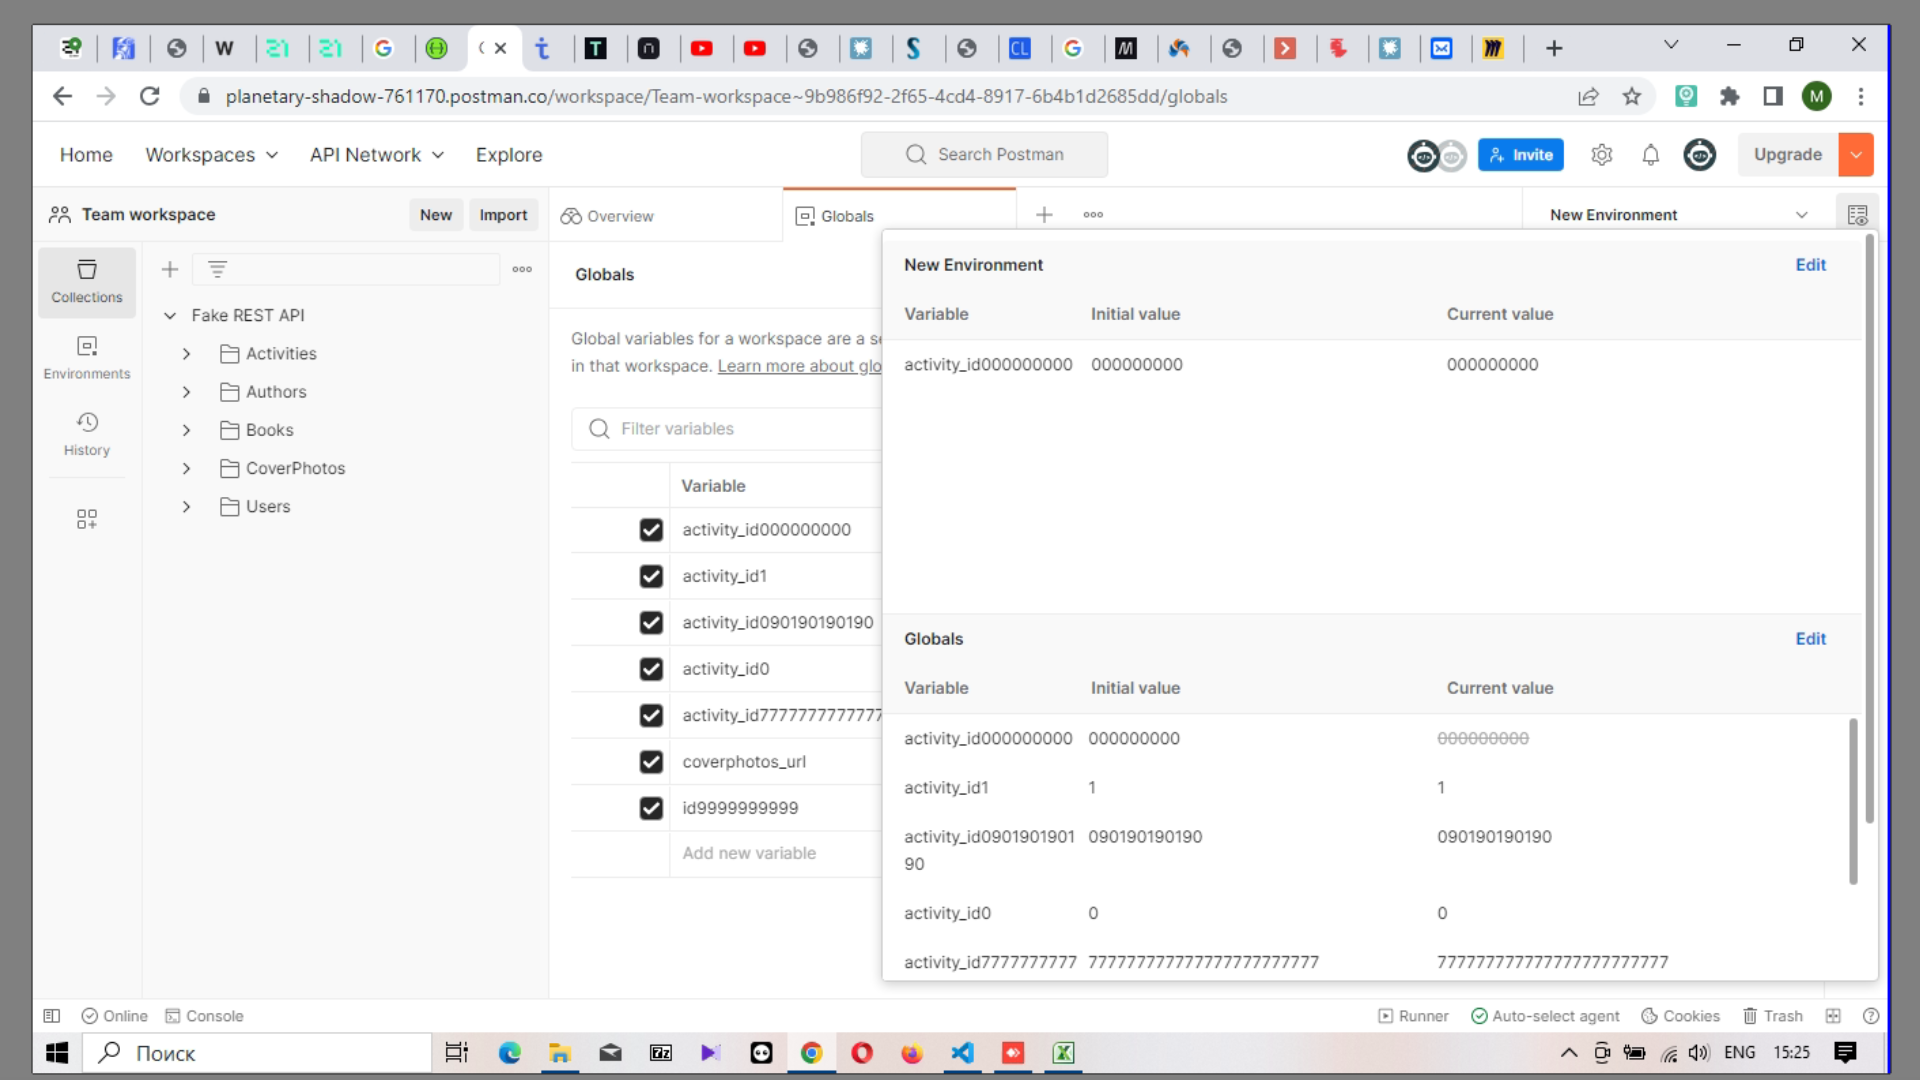 planetary-shadow-761170.postman.co/workspace/Team-workspace~9b986f92-2f65-4cd4-8917-6b4b1d2685dd/globals
M
Home Workspaces API Network Explore Search Postman Invite Upgrade
Team workspace New Import Overview Globals New Environment
Collections
Environments
History
Fake REST API
Activities
Authors
Books
CoverPhotos
Users
Globals
Global variables for a workspace are a se
in that workspace. Learn more about glo
Filter variables
Variable
activity_id000000000
activity_id1
activity_id090190190190
activity_id0
activity_id7777777777777
coverphotos_url
id9999999999
Add new variable
New Environment Edit
Variable Initial value Current value
activity_id000000000 000000000 000000000
Globals Edit
Variable Initial value Current value
activity_id000000000 000000000 000000000
activity_id1 1 1
activity_id0901901901 090190190190 090190190190
90
activity_id0 0 0
activity_id7777777777 777777777777777777777777 777777777777777777777777
Online Console Runner Auto-select agent Cookies Trash
Поиск ENG 15:25